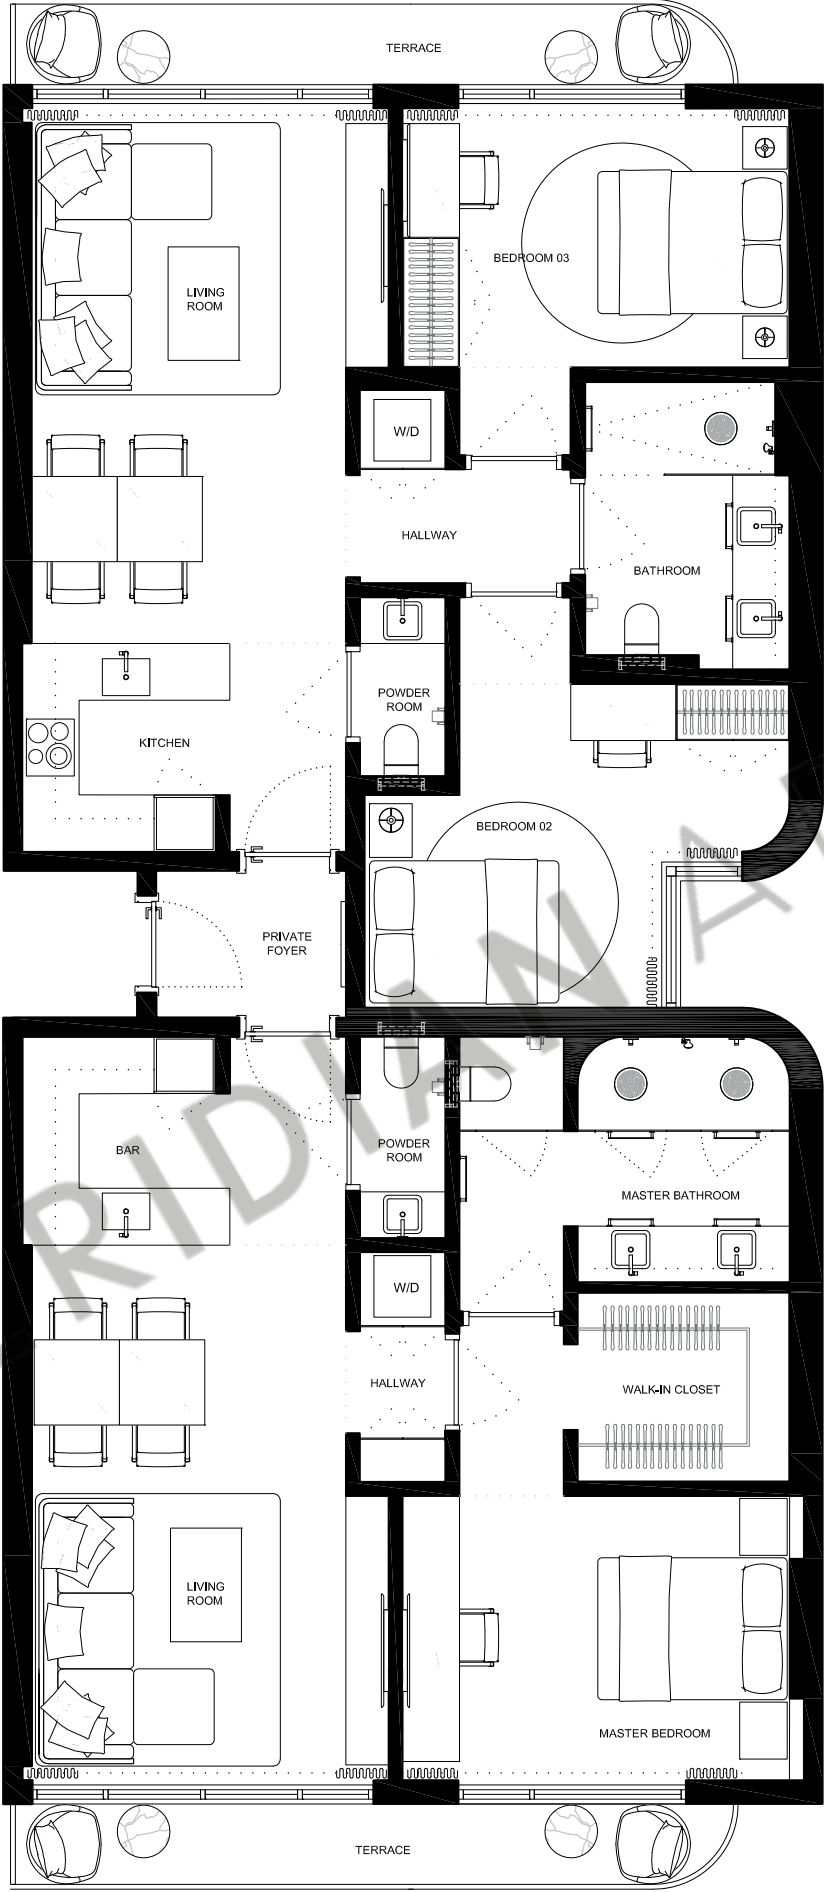 TERRACE
LIVING
ROOM
BEDROOM 03
W/D
HALLWAY
BATHROOM
POWDER
ROOM
KITCHEN
BEDROOM 02
PRIVATE
FOYER
RIDIAN A
BAR
POWDER
ROOM
MASTER BATHROOM
W/D
HALLWAY
WALK-IN CLOSET
LIVING
ROOM
MASTER BEDROOM
TERRACE